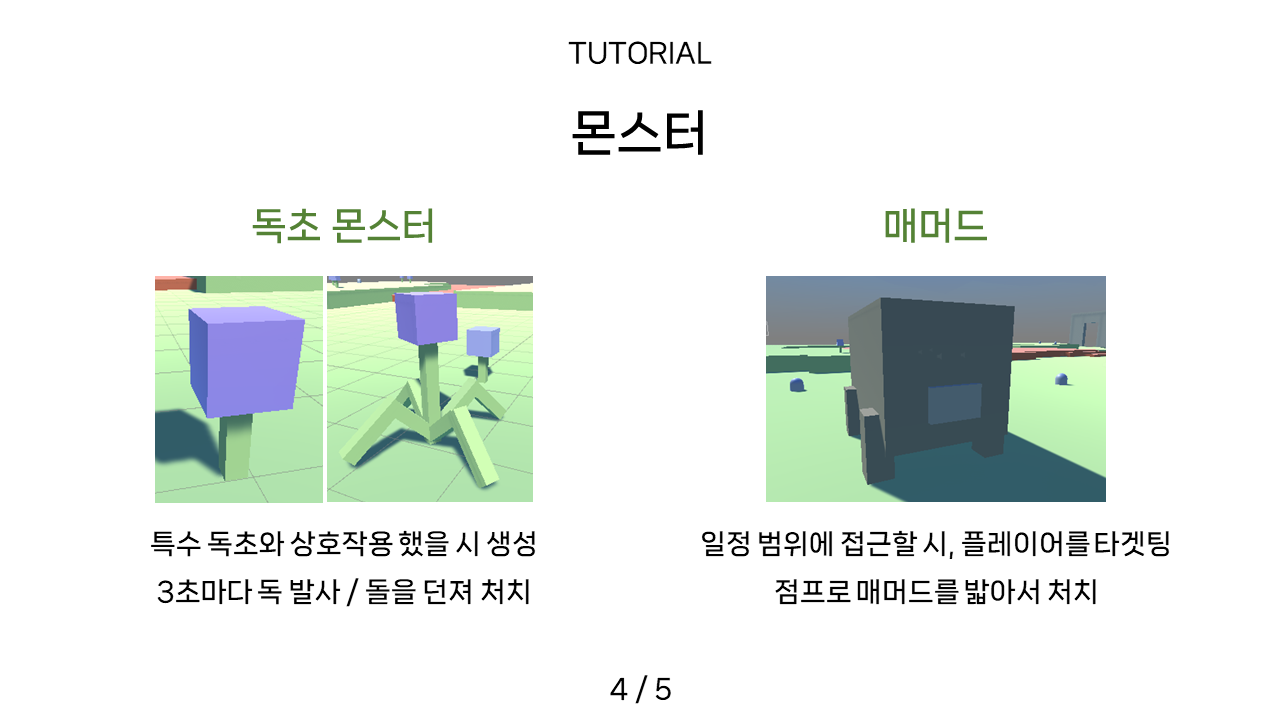 TUTORIAL
몬스터
독초 몬스터
특수 독초와 상호작용 했을 시 생성
3초마다 독 발사 / 돌을 던져 처치
매머드
일정 범위에 접근할 시, 플레이어를 타겟팅
점프로 매머드를 밟아서 처치
4 / 5